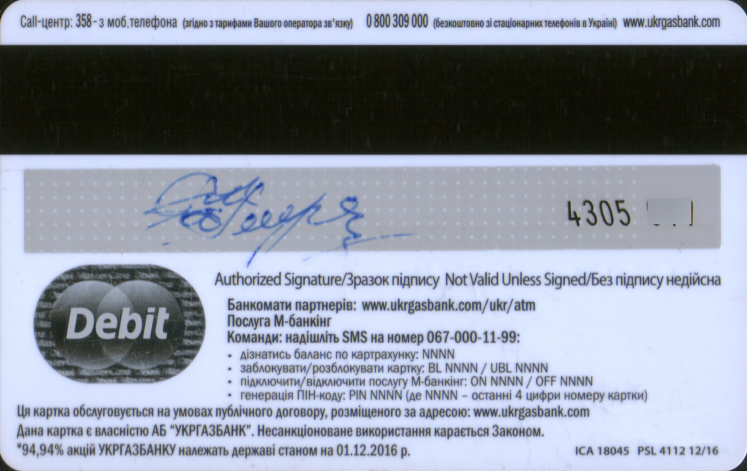 Call-центр: 358 - з моб.телефона (згідно з тарифами Вашого оператора зв'язку) 0 800 309 000 (безкоштовно зі стаціонарних телефонів в Україні) www.ukrgasbank.com
4305
Authorized Signature/Зразок підпису Not Valid Unless Signed/Без підпису недійсна
Debit
Банкомати партнерів: www.ukrgasbank.com/ukr/atm
Послуга М-банкінг
Команди: надішліть SMS на номер 067-000-11-99:
• дізнатись баланс по картрахунку: NNNN
• заблокувати/розблокувати картку: BL NNNN / UBL NNNN
• підключити/відключити послугу М-банкінг: ON NNNN / OFF NNNN
• генерація ПІН-коду: PIN NNNN (де NNNN – останні 4 цифри номеру картки)
Ця картка обслуговується на умовах публічного договору, розміщеного за адресою: www.ukrgasbank.com
Дана картка є власністю АБ "УКРГАЗБАНК". Несанкціоноване використання карається Законом.
*94,94% акцій УКРГАЗБАНКУ належать державі станом на 01.12.2016 р.
ICA 18045 PSL 4112 12/16